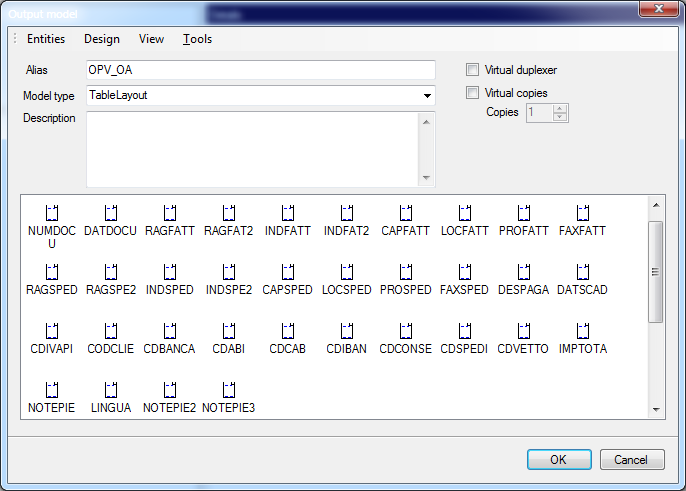 Output model
Entities Design View Tools
Alias OPV_OA
Virtual duplexer
Model type TableLayout
Virtual copies
Copies 1
Description
NUMDOC
U
DATDOCU RAGFATT RAGFAT2 INDFATT INDFAT2 CAPFATT LOCFATT PROFATT FAXFATT
RAGSPED RAGSPE2 INDSPED INDSPE2 CAPSPED LOCSPED PROSPED FAXSPED DESPAGA DATSCAD
CDIVAPI CODCLIE CDBANCA CDABI CDCAB CDIBAN CDCONSE CDSPEDI CDVETTO IMPTOTA
NOTEPIE LINGUA NOTEPIE2 NOTEPIE3
OK Cancel